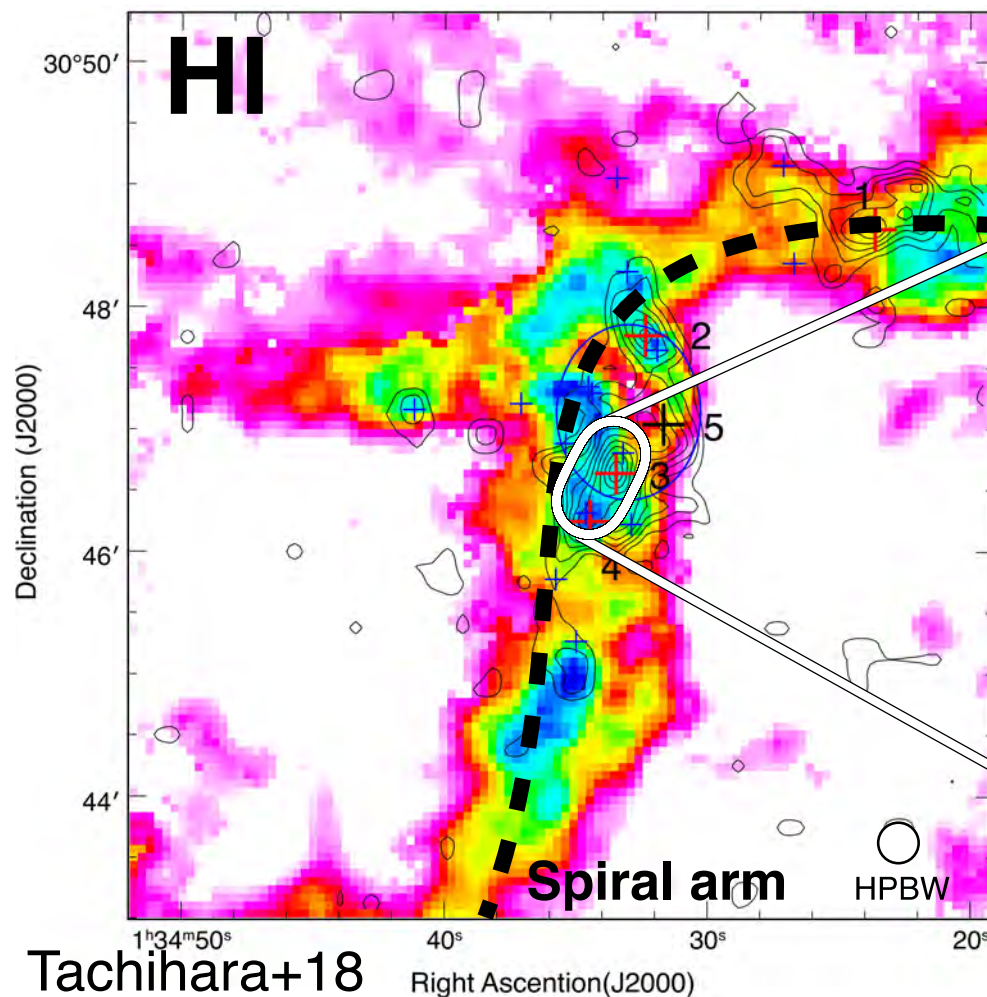 HI
30°50′
48′
46′
44′
Declination (J2000)
1
2
5
3
4
Spiral arm
HPBW
1ʰ34ᵐ50ˢ
40ˢ
30ˢ
20ˢ
Tachihara+18
Right Ascention(J2000)